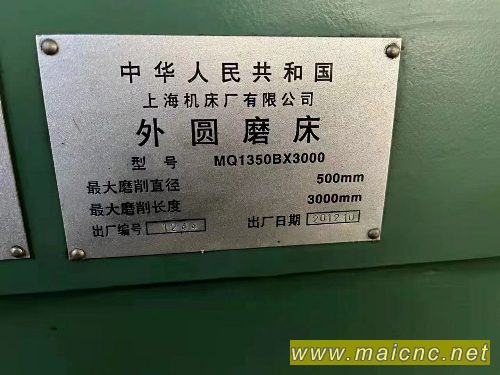 中华人民共和国
上海机床厂有限公司
外圆磨床
型号 MQ1350BX3000
最大磨削直径 500mm
最大磨削长度 3000mm
出厂编号 出厂日期 201210
www.maicnc.net